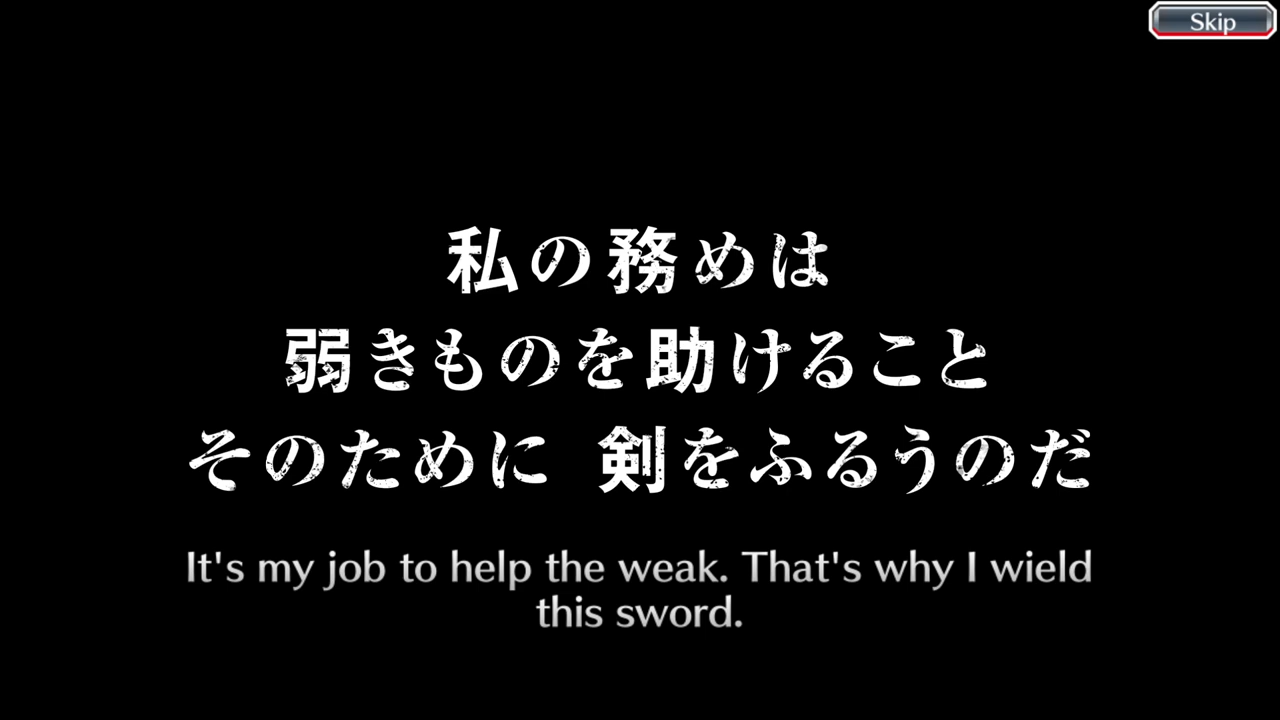 Skip
私の務めは
弱きものを助けること
そのために 剣をふるうのだ
It's my job to help the weak. That's why I wield
this sword.